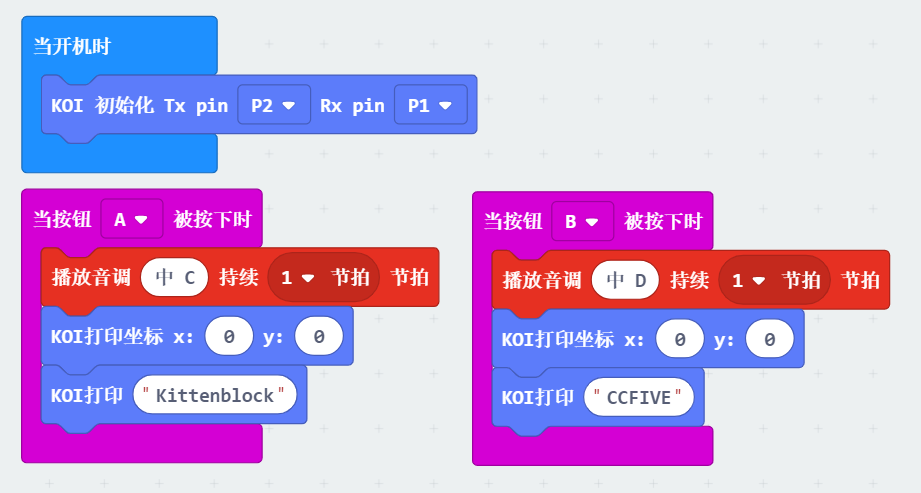 当开机时
KOI 初始化 Tx pin P2 Rx pin P1
当按钮 A 被按下时
播放音调 中 C 持续 1 节拍 节拍
KOI打印坐标 x: 0 y: 0
KOI打印 "Kittenblock"
当按钮 B 被按下时
播放音调 中 D 持续 1 节拍 节拍
KOI打印坐标 x: 0 y: 0
KOI打印 "CCFIVE"